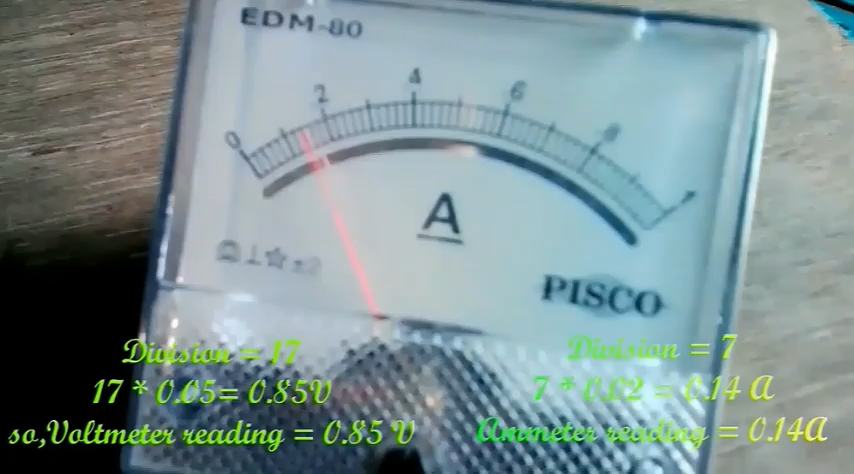 EDM-80
0 2 4 6 8
A
PISCO
Division = 17
17 * 0.05= 0.85V
so,Voltmeter reading = 0.85 V
Division = 7
7 * 0.02 = 0.14 A
Ammeter reading = 0.14A